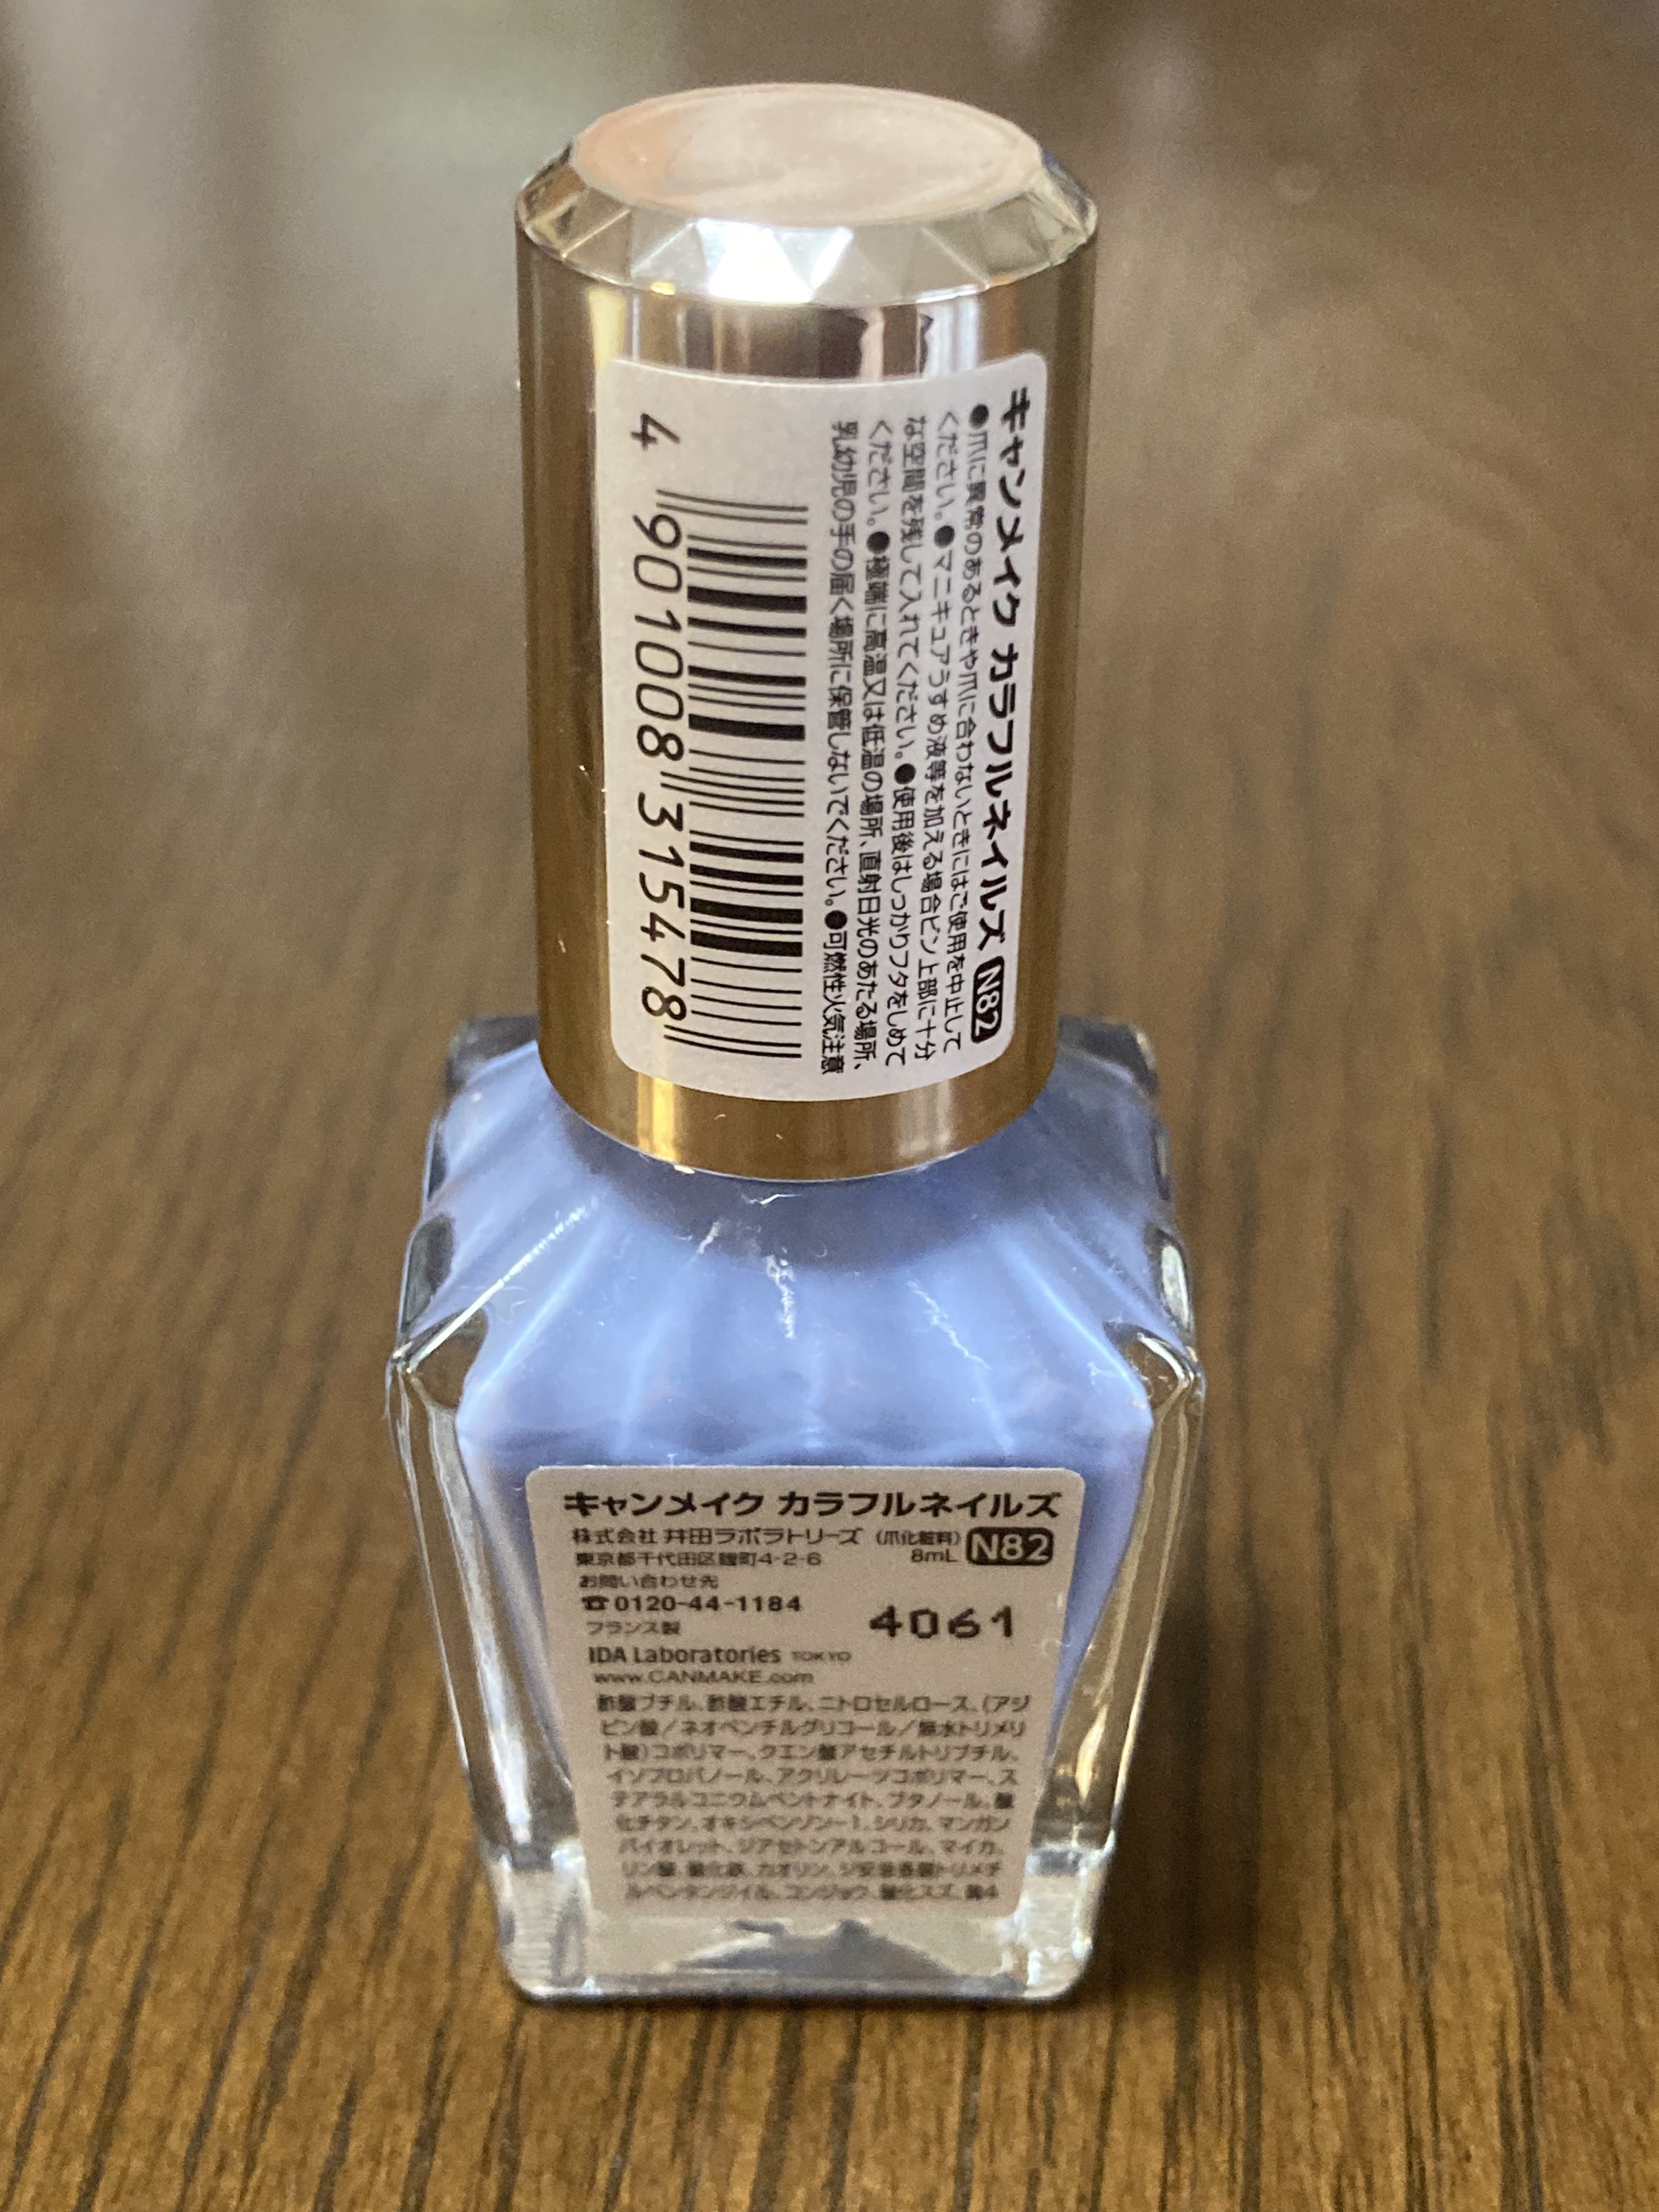 キャンメイク カラフルネイルズ N82
●爪に異常のあるときや爪に合わないときにはご使用を中止して
ください。●マニキュアうすめ液等を加える場合ビン上部に十分
な空間を残して入れてください。●使用後はしっかりフタをしめて
ください。●極端に高温又は低温の場所、直射日光のあたる場所、
乳幼児の手の届く場所に保管しないでください。●可燃性火気注意
4 901008 315478
キャンメイク カラフルネイルズ
株式会社 井田ラボラトリーズ (爪化粧料) N82
東京都千代田区麹町4-2-6 8mL
お問い合わせ先
☎0120-44-1184
フランス製 4061
IDA Laboratories TOKYO
www.CANMAKE.com
酢酸ブチル、酢酸エチル、ニトロセルロース、(アジ
ピン酸/ネオペンチルグリコール/無水トリメリ
ト酸)コポリマー、クエン酸アセチルトリブチル、
イソプロパノール、アクリレーツコポリマー、ス
テアラルコニウムベントナイト、ブタノール、酸
化チタン、オキシベンゾン-1、シリカ、マンガン
バイオレット、ジアセトンアルコール、マイカ、
リン酸、酸化鉄、カオリン、ジ安息香酸トリメチ
ルペンタンジイル、コンジョウ、酸化スズ、黄4